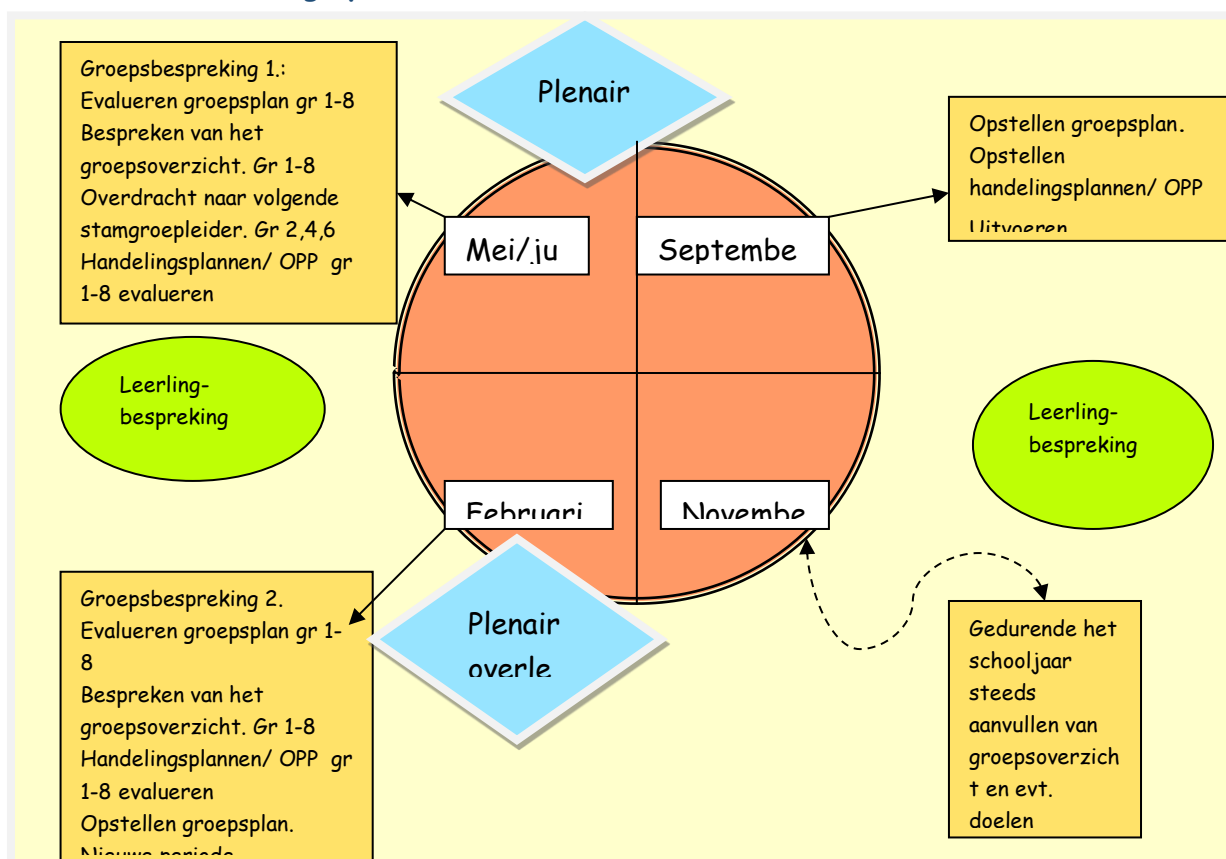 Plenair
Groepsbespreking 1.:
Evalueren groepsplan gr 1-8
Bespreken van het
groepsoverzicht. Gr 1-8
Overdracht naar volgende
stamgroepleider. Gr 2,4,6
Handelingsplannen/ OPP gr
1-8 evalueren
Opstellen groepsplan.
Opstellen
handelingsplannen/ OPP
Uitvoeren
Mei/ju
Septembe
Leerling-
bespreking
Leerling-
bespreking
Februari
Novembe
Groepsbespreking 2.
Evalueren groepsplan gr 1-
8
Bespreken van het
groepsoverzicht. Gr 1-8
Handelingsplannen/ OPP gr
1-8 evalueren
Opstellen groepsplan.
Nieuwe periode
Plenair
overle
Gedurende het
schooljaar
steeds
aanvullen van
groepsoverzich
t en evt.
doelen